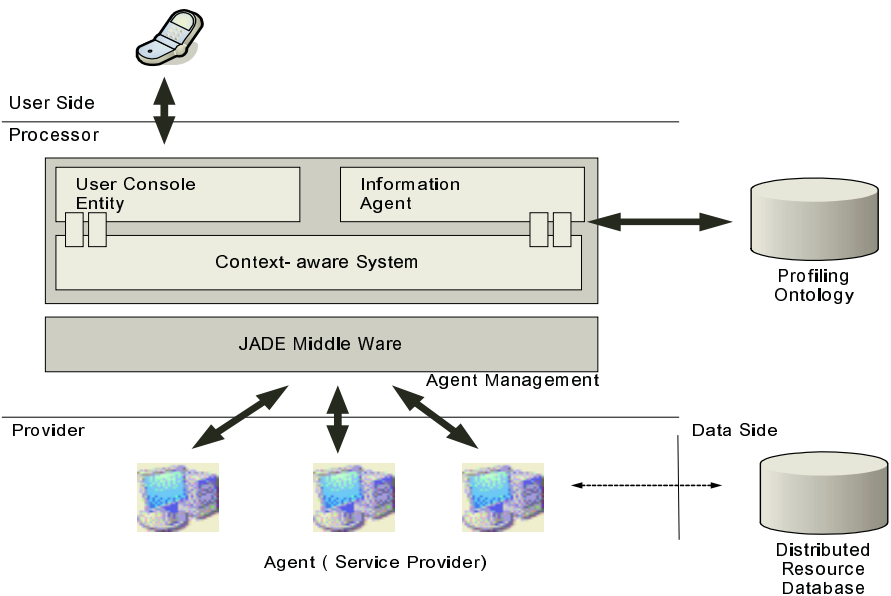 User Side
Processor
User Console
Entity
Information
Agent
Context- aware System
Profiling
Ontology
JADE Middle Ware
Agent Management
Provider
Data Side
Agent ( Service Provider)
Distributed
Resource
Database